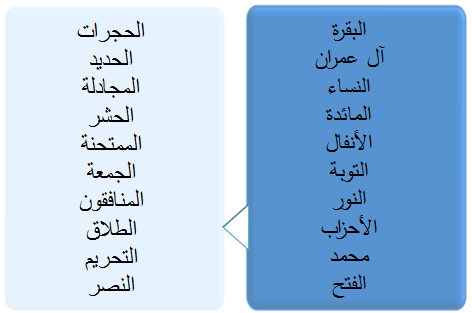 البقرة
آل عمران
النساء
المائدة
الأنفال
التوبة
النور
الأحزاب
محمد
الفتح
الحجرات
الحديد
المجادلة
الحشر
الممتحنة
الجمعة
المنافقون
الطلاق
التحريم
النصر